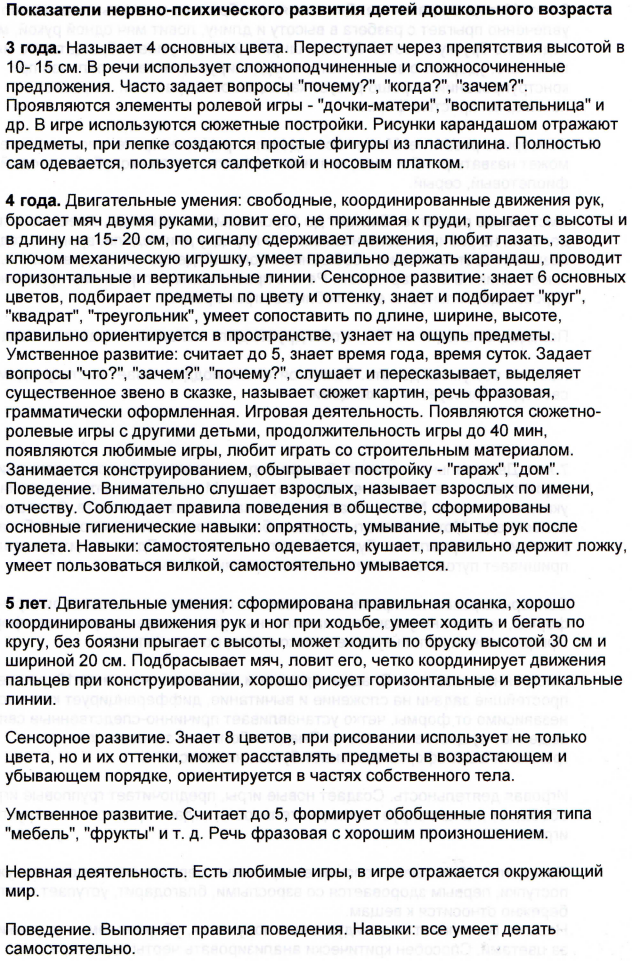 Показатели нервно-психического развития детей дошкольного возраста
3 года. Называет 4 основных цвета. Переступает через препятствия высотой в
10- 15 см. В речи использует сложноподчиненные и сложносочиненные
предложения. Часто задает вопросы "почему?", "когда?", "зачем?".
Проявляются элементы ролевой игры - "дочки-матери", "воспитательница" и
др. В игре используются сюжетные постройки. Рисунки карандашом отражают
предметы, при лепке создаются простые фигуры из пластилина. Полностью
сам одевается, пользуется салфеткой и носовым платком.
4 года. Двигательные умения: свободные, координированные движения рук,
бросает мяч двумя руками, ловит его, не прижимая к груди, прыгает с высоты и
в длину на 15- 20 см, по сигналу сдерживает движения, любит лазать, заводит
ключом механическую игрушку, умеет правильно держать карандаш, проводит
горизонтальные и вертикальные линии. Сенсорное развитие: знает 6 основных
цветов, подбирает предметы по цвету и оттенку, знает и подбирает "круг",
"квадрат", "треугольник", умеет сопоставить по длине, ширине, высоте,
правильно ориентируется в пространстве, узнает на ощупь предметы.
Умственное развитие: считает до 5, знает время года, время суток. Задает
вопросы "что?", "зачем?", "почему?", слушает и пересказывает, выделяет
существенное звено в сказке, называет сюжет картин, речь фразовая,
грамматически оформленная. Игровая деятельность. Появляются сюжетно-
ролевые игры с другими детьми, продолжительность игры до 40 мин,
появляются любимые игры, любит играть со строительным материалом.
Занимается конструированием, обыгрывает постройку - "гараж", "дом".
Поведение. Внимательно слушает взрослых, называет взрослых по имени,
отчеству. Соблюдает правила поведения в обществе, сформированы
основные гигиенические навыки: опрятность, умывание, мытье рук после
туалета. Навыки: самостоятельно одевается, кушает, правильно держит ложку,
умеет пользоваться вилкой, самостоятельно умывается.
5 лет. Двигательные умения: сформирована правильная осанка, хорошо
координированы движения рук и ног при ходьбе, умеет ходить и бегать по
кругу, без боязни прыгает с высоты, может ходить по бруску высотой 30 см и
шириной 20 см. Подбрасывает мяч, ловит его, четко координирует движения
пальцев при конструировании, хорошо рисует горизонтальные и вертикальные
линии.
Сенсорное развитие. Знает 8 цветов, при рисовании использует не только
цвета, но и их оттенки, может расставлять предметы в возрастающем и
убывающем порядке, ориентируется в частях собственного тела.
Умственное развитие. Считает до 5, формирует обобщенные понятия типа
"мебель", "фрукты" и т. д. Речь фразовая с хорошим произношением.
Нервная деятельность. Есть любимые игры, в игре отражается окружающий
мир.
Поведение. Выполняет правила поведения. Навыки: все умеет делать
самостоятельно.